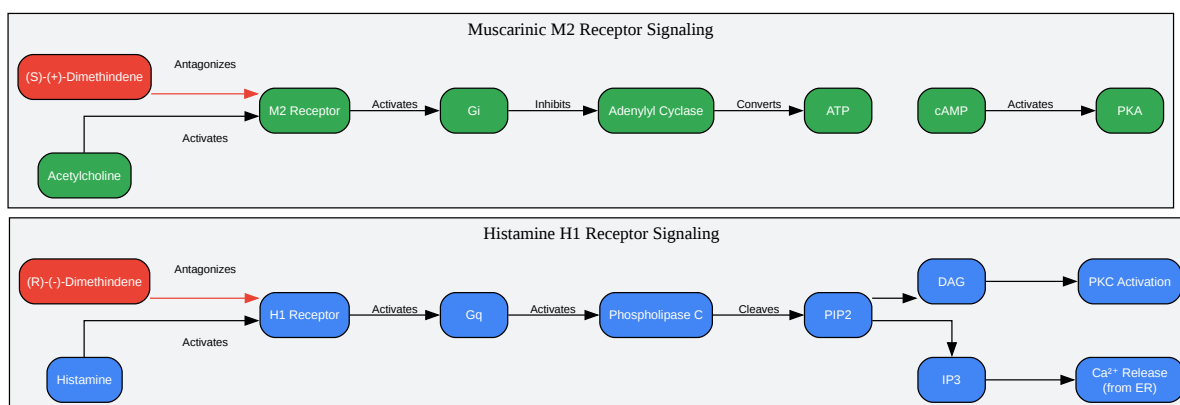 Muscarinic M2 Receptor Signaling
(S)-(+)-Dimethindene
Antagonizes
Acetylcholine
Activates
M2 Receptor
Activates
Gi
Inhibits
Adenylyl Cyclase
Converts
ATP
cAMP
Activates
PKA
Histamine H1 Receptor Signaling
(R)-(-)-Dimethindene
Antagonizes
Histamine
Activates
H1 Receptor
Activates
Gq
Activates
Phospholipase C
Cleaves
PIP2
DAG
PKC Activation
IP3
Ca²⁺ Release
(from ER)